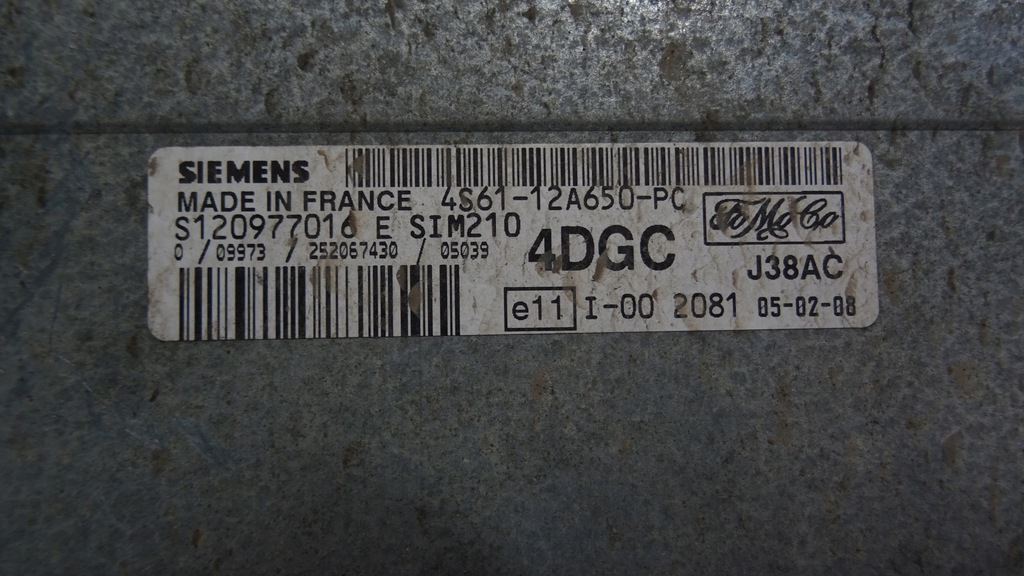 SIEMENS
MADE IN FRANCE 4S61-12A650-PC
FoMoCo
S120977016 E SIM210
0 / 09973 / 252067430 / 05039
4DGC
J38AC
e11 I-00 2081 05-02-08